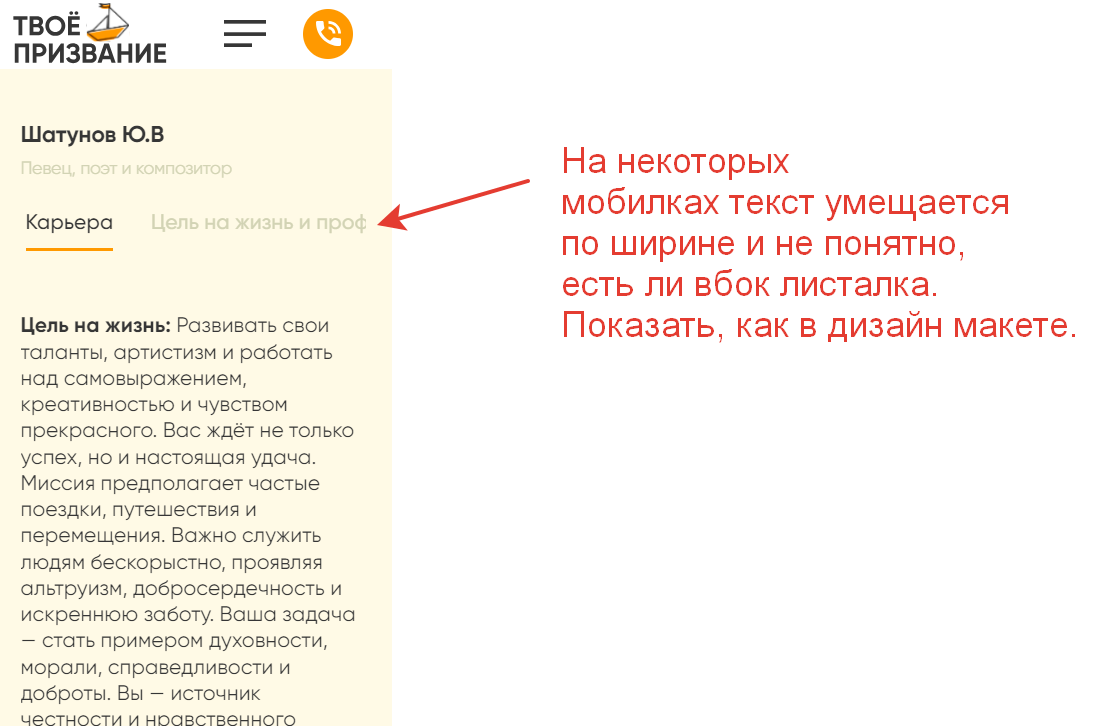 ТВОЁ
ПРИЗВАНИЕ
Шатунов Ю.В
Певец, поэт и композитор
Карьера Цель на жизнь и проф
На некоторых
мобилках текст умещается
по ширине и не понятно,
есть ли вбок листалка.
Показать, как в дизайн макете.
Цель на жизнь: Развивать свои
таланты, артистизм и работать
над самовыражением,
креативностью и чувством
прекрасного. Вас ждёт не только
успех, но и настоящая удача.
Миссия предполагает частые
поездки, путешествия и
перемещения. Важно служить
людям бескорыстно, проявляя
альтруизм, добросердечность и
искреннюю заботу. Ваша задача
— стать примером духовности,
морали, справедливости и
доброты. Вы — источник
честности и нравственного